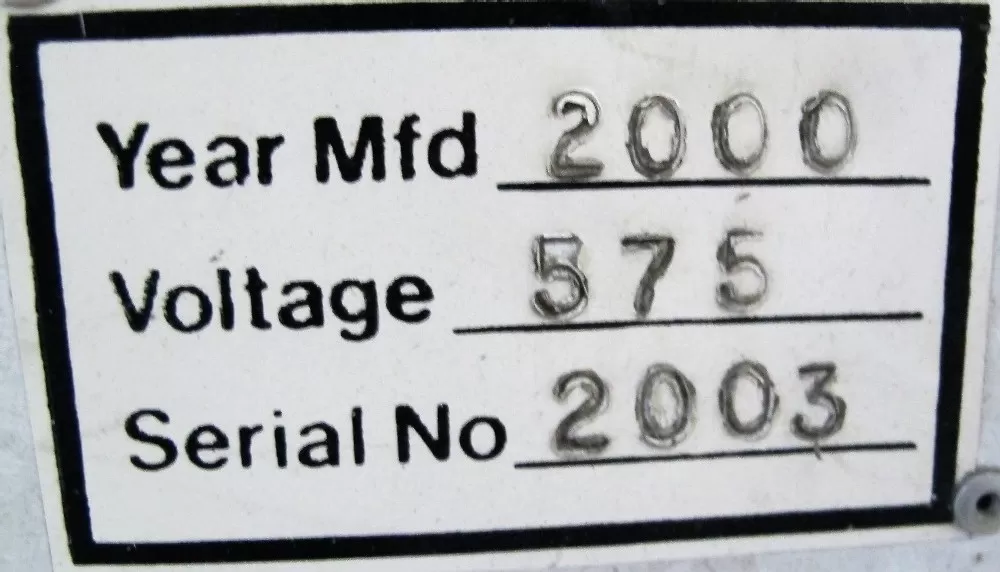 Year Mfd 2000
Voltage 575
Serial No 2003